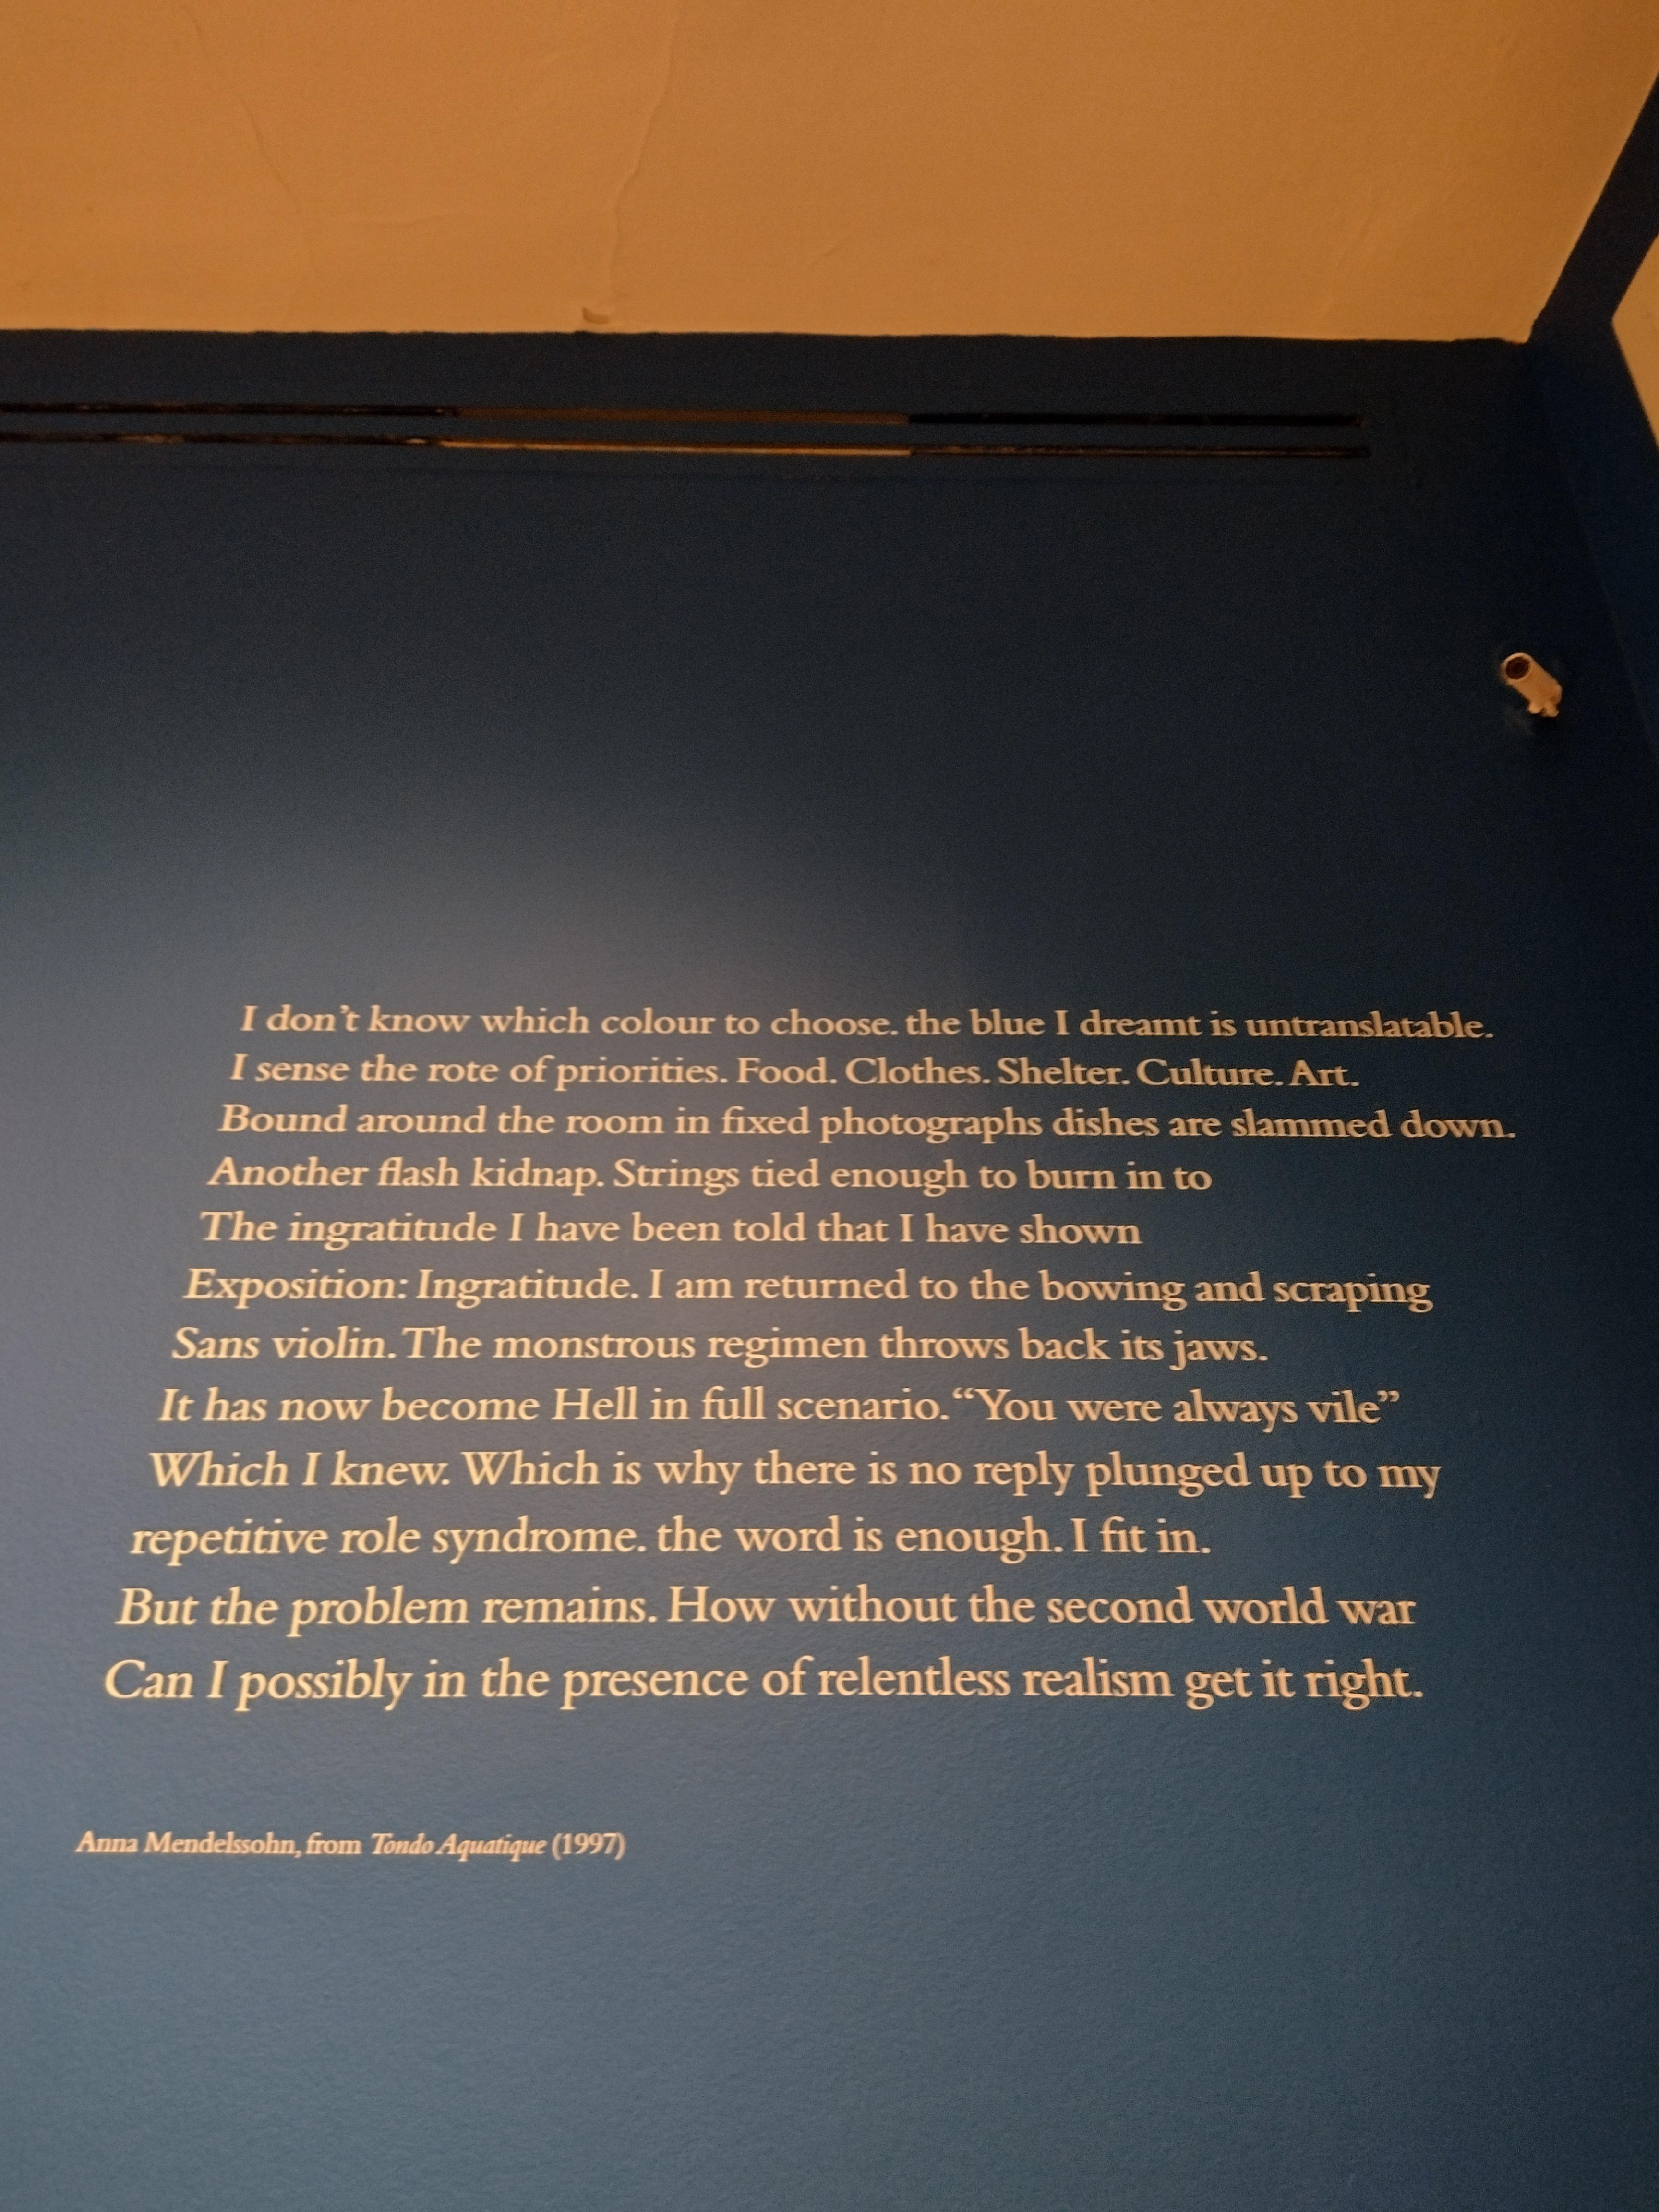 I don't know which colour to choose. the blue I dreamt is untranslatable.
I sense the rote of priorities. Food. Clothes. Shelter. Culture. Art.
Bound around the room in fixed photographs dishes are slammed down.
Another flash kidnap. Strings tied enough to burn in to
The ingratitude I have been told that I have shown
Exposition: Ingratitude. I am returned to the bowing and scraping
Sans violin. The monstrous regimen throws back its jaws.
It has now become Hell in full scenario. “You were always vile”
Which I knew. Which is why there is no reply plunged up to my
repetitive role syndrome. the word is enough. I fit in.
But the problem remains. How without the second world war
Can I possibly in the presence of relentless realism get it right.
Anna Mendelssohn, from Tondo Aquatique (1997)